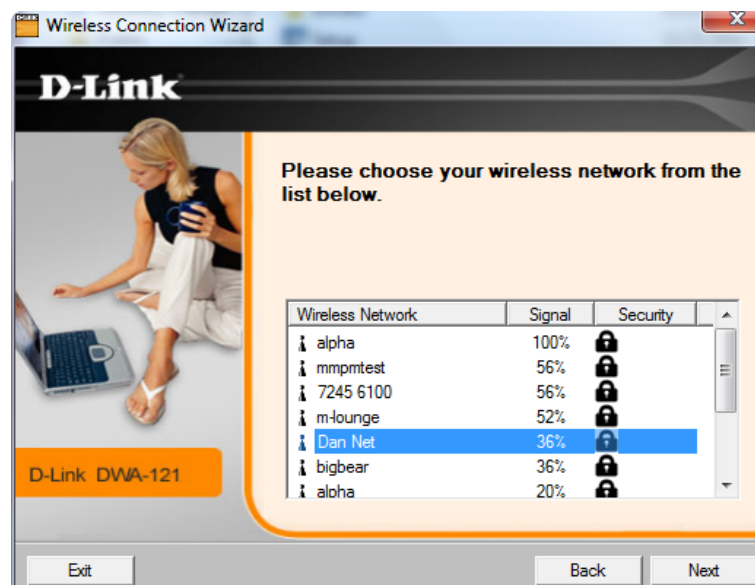 Wireless Connection Wizard
D-Link
Please choose your wireless network from the
list below.
Wireless Network Signal Security
alpha 100%
mmpmtest 56%
7245 6100 56%
m-lounge 52%
Dan Net 36%
bigbear 36%
alpha 20%
D-Link DWA-121
Exit Back Next